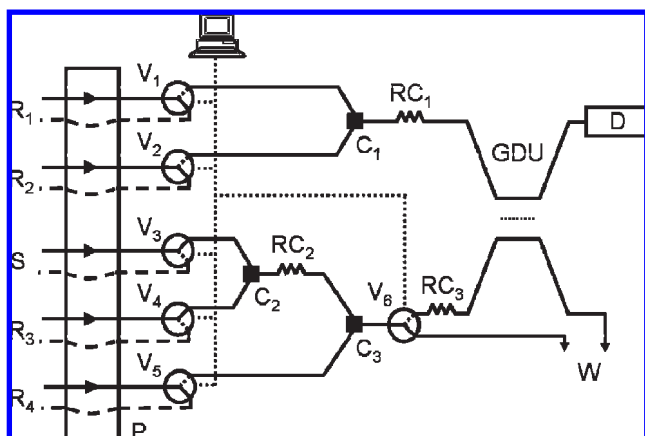 V₁
R₁
RC₁
D
C₁
GDU
V₂
R₂
V₃
S
RC₂
C₂
V₄
V₆
RC₃
R₃
C₃
V₅
W
R₄
P